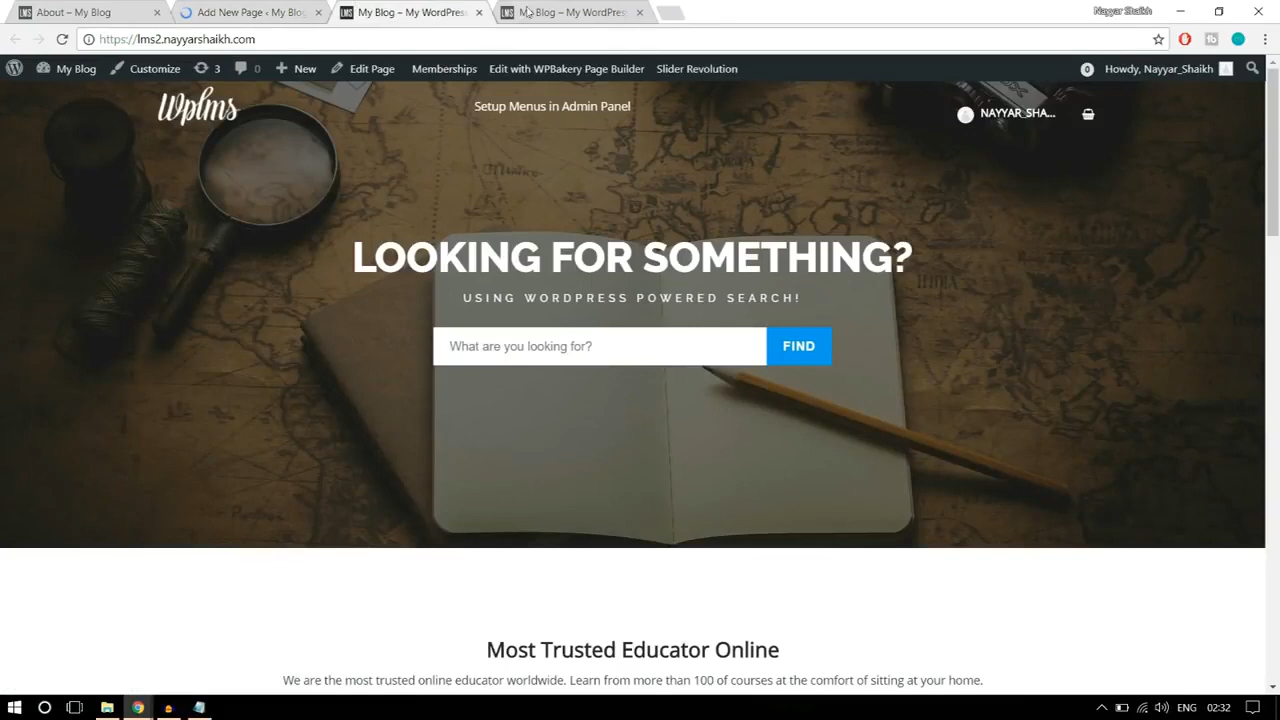 About – My Blog
Add New Page ‹ My Blog
My Blog – My WordPres
My Blog – My WordPres
Nayyar Shaikh
https://lms2.nayyarshaikh.com
My Blog
Customize
3
0
New
Edit Page
Memberships
Edit with WPBakery Page Builder
Slider Revolution
0
Howdy, Nayyar_Shaikh
Wplms
Setup Menus in Admin Panel
NAYYAR_SHA...
LOOKING FOR SOMETHING?
USING WORDPRESS POWERED SEARCH!
What are you looking for?
FIND
Most Trusted Educator Online
We are the most trusted online educator worldwide. Learn from more than 100 of courses at the comfort of sitting at your home.
ENG
02:32